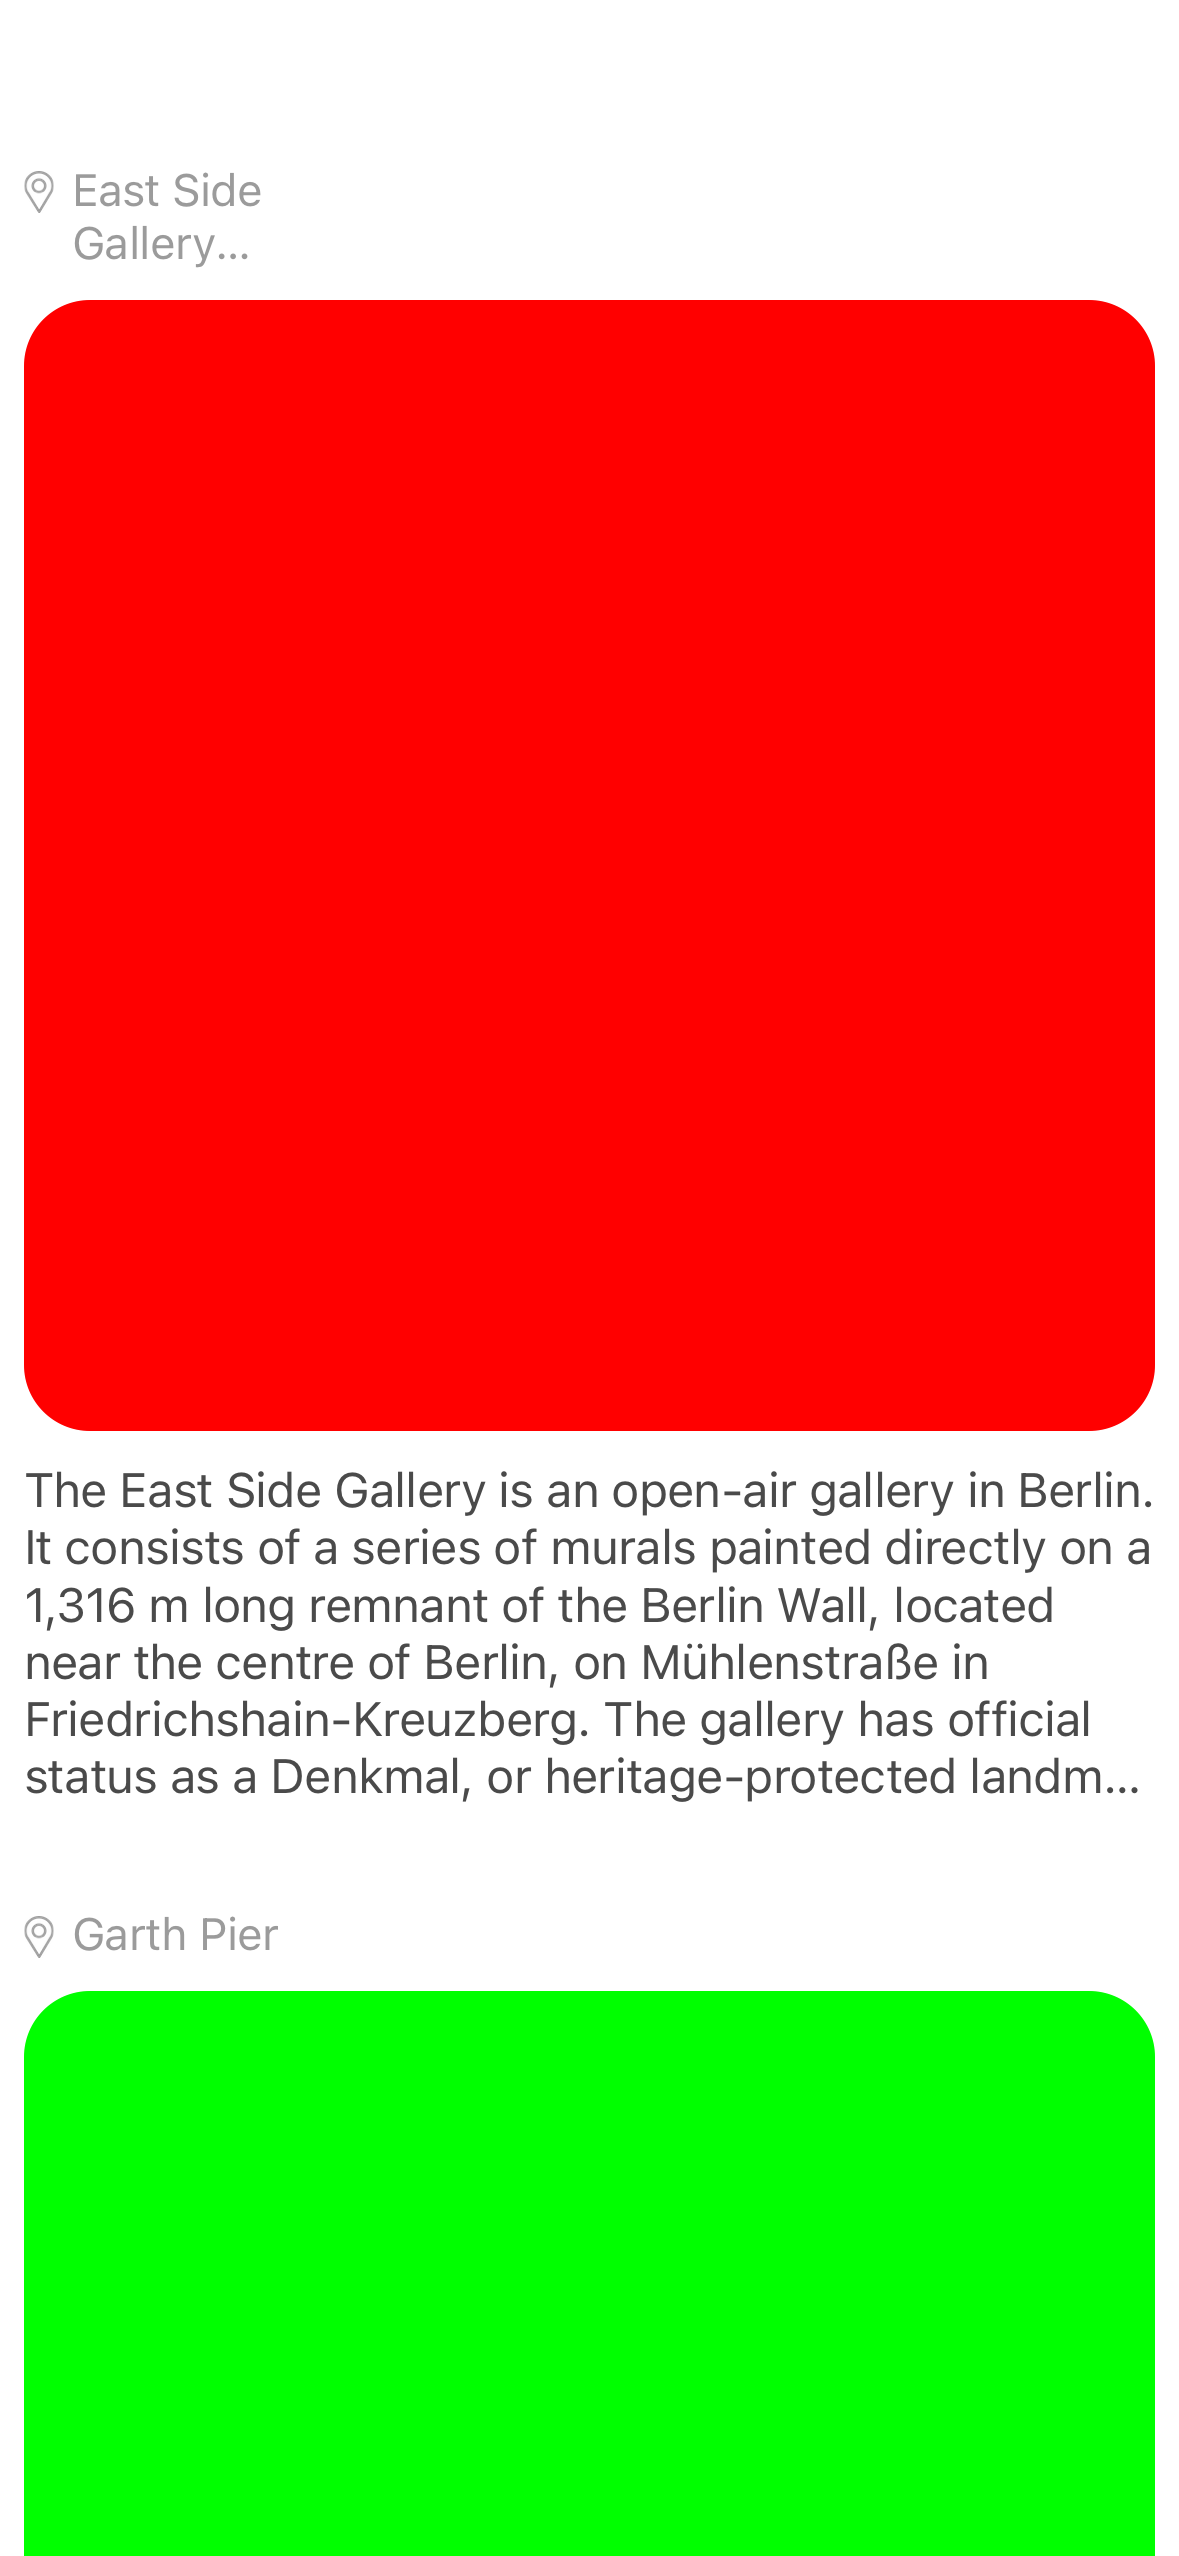 East Side
Gallery...
The East Side Gallery is an open-air gallery in Berlin.
It consists of a series of murals painted directly on a
1,316 m long remnant of the Berlin Wall, located
near the centre of Berlin, on Mühlenstraße in
Friedrichshain-Kreuzberg. The gallery has official
status as a Denkmal, or heritage-protected landm...
Garth Pier